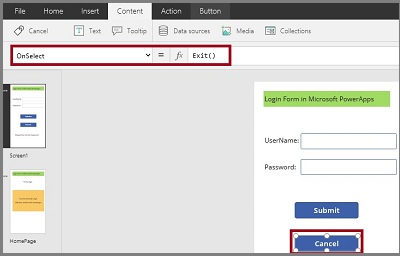 File Home Insert Content Action Button
Cancel Text Tooltip Data sources Media Collections
OnSelect = fx Exit()
Login Form in Microsoft PowerApps
UserName:
Password:
Submit
Cancel
Screen1
HomePage